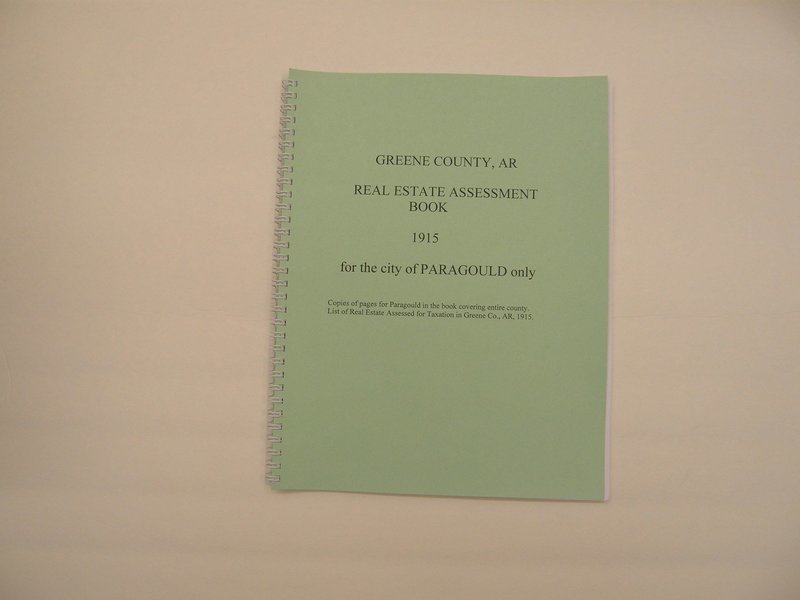 GREENE COUNTY, AR
REAL ESTATE ASSESSMENT
BOOK
1915
for the city of PARAGOULD only
Copies of pages for Paragould in the book covering entire county.
List of Real Estate Assessed for Taxation in Greene Co., AR, 1915.